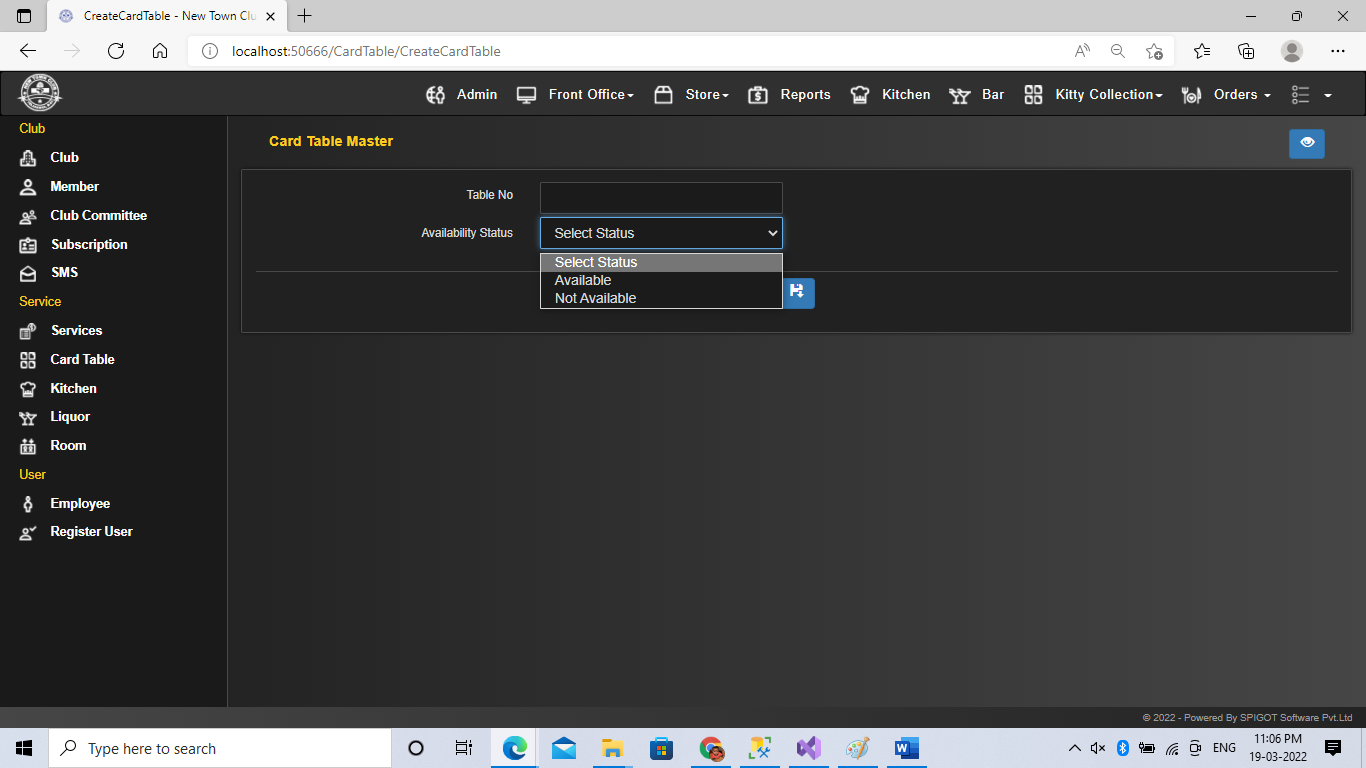 CreateCardTable - New Town Clu
localhost:50666/CardTable/CreateCardTable
Admin Front Office Store Reports Kitchen Bar Kitty Collection Orders
Club
Club
Member
Club Committee
Subscription
SMS
Service
Services
Card Table
Kitchen
Liquor
Room
User
Employee
Register User
Card Table Master
Table No
Availability Status Select Status
Select Status
Available
Not Available
© 2022 - Powered By SPIGOT Software Pvt.Ltd
Type here to search
ENG
11:06 PM
19-03-2022